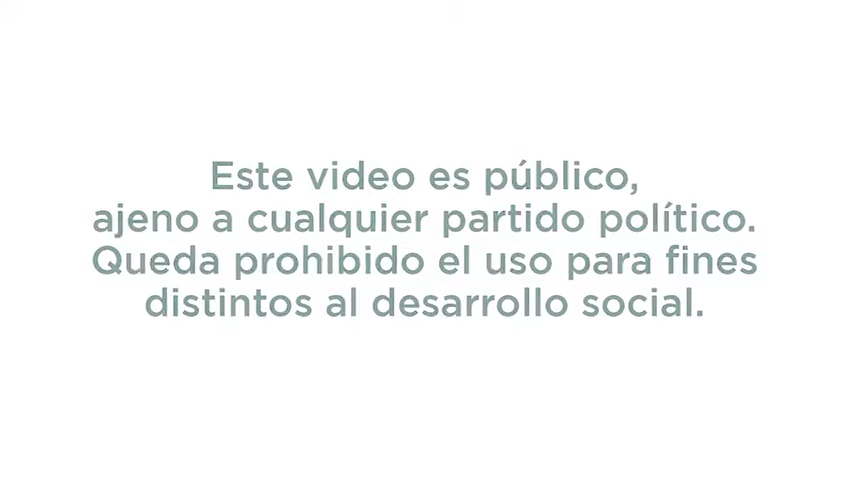 Este video es público,
ajeno a cualquier partido político.
Queda prohibido el uso para fines
distintos al desarrollo social.